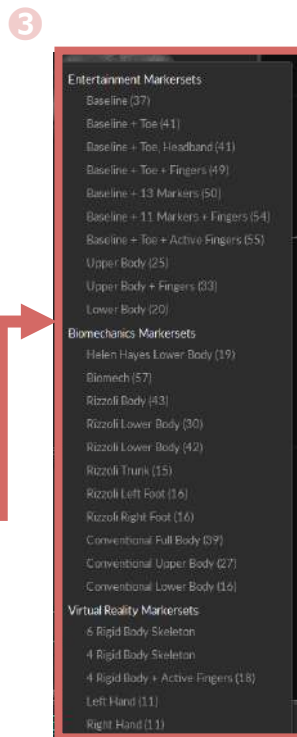 3
Entertainment Markersets
Baseline (37)
Baseline + Toe (41)
Baseline + Toe, Headband (41)
Baseline + Toe + Fingers (49)
Baseline + 13 Markers (50)
Baseline + 11 Markers + Fingers (54)
Baseline + Toe + Active Fingers (55)
Upper Body (25)
Upper Body + Fingers (33)
Lower Body (20)
Biomechanics Markersets
Helen Hayes Lower Body (19)
Biomech (57)
Rizzoli Body (43)
Rizzoli Lower Body (30)
Rizzoli Lower Body (42)
Rizzoli Trunk (15)
Rizzoli Left Foot (16)
Rizzoli Right Foot (16)
Conventional Full Body (39)
Conventional Upper Body (27)
Conventional Lower Body (16)
Virtual Reality Markersets
6 Rigid Body Skeleton
4 Rigid Body Skeleton
4 Rigid Body + Active Fingers (18)
Left Hand (11)
Right Hand (11)